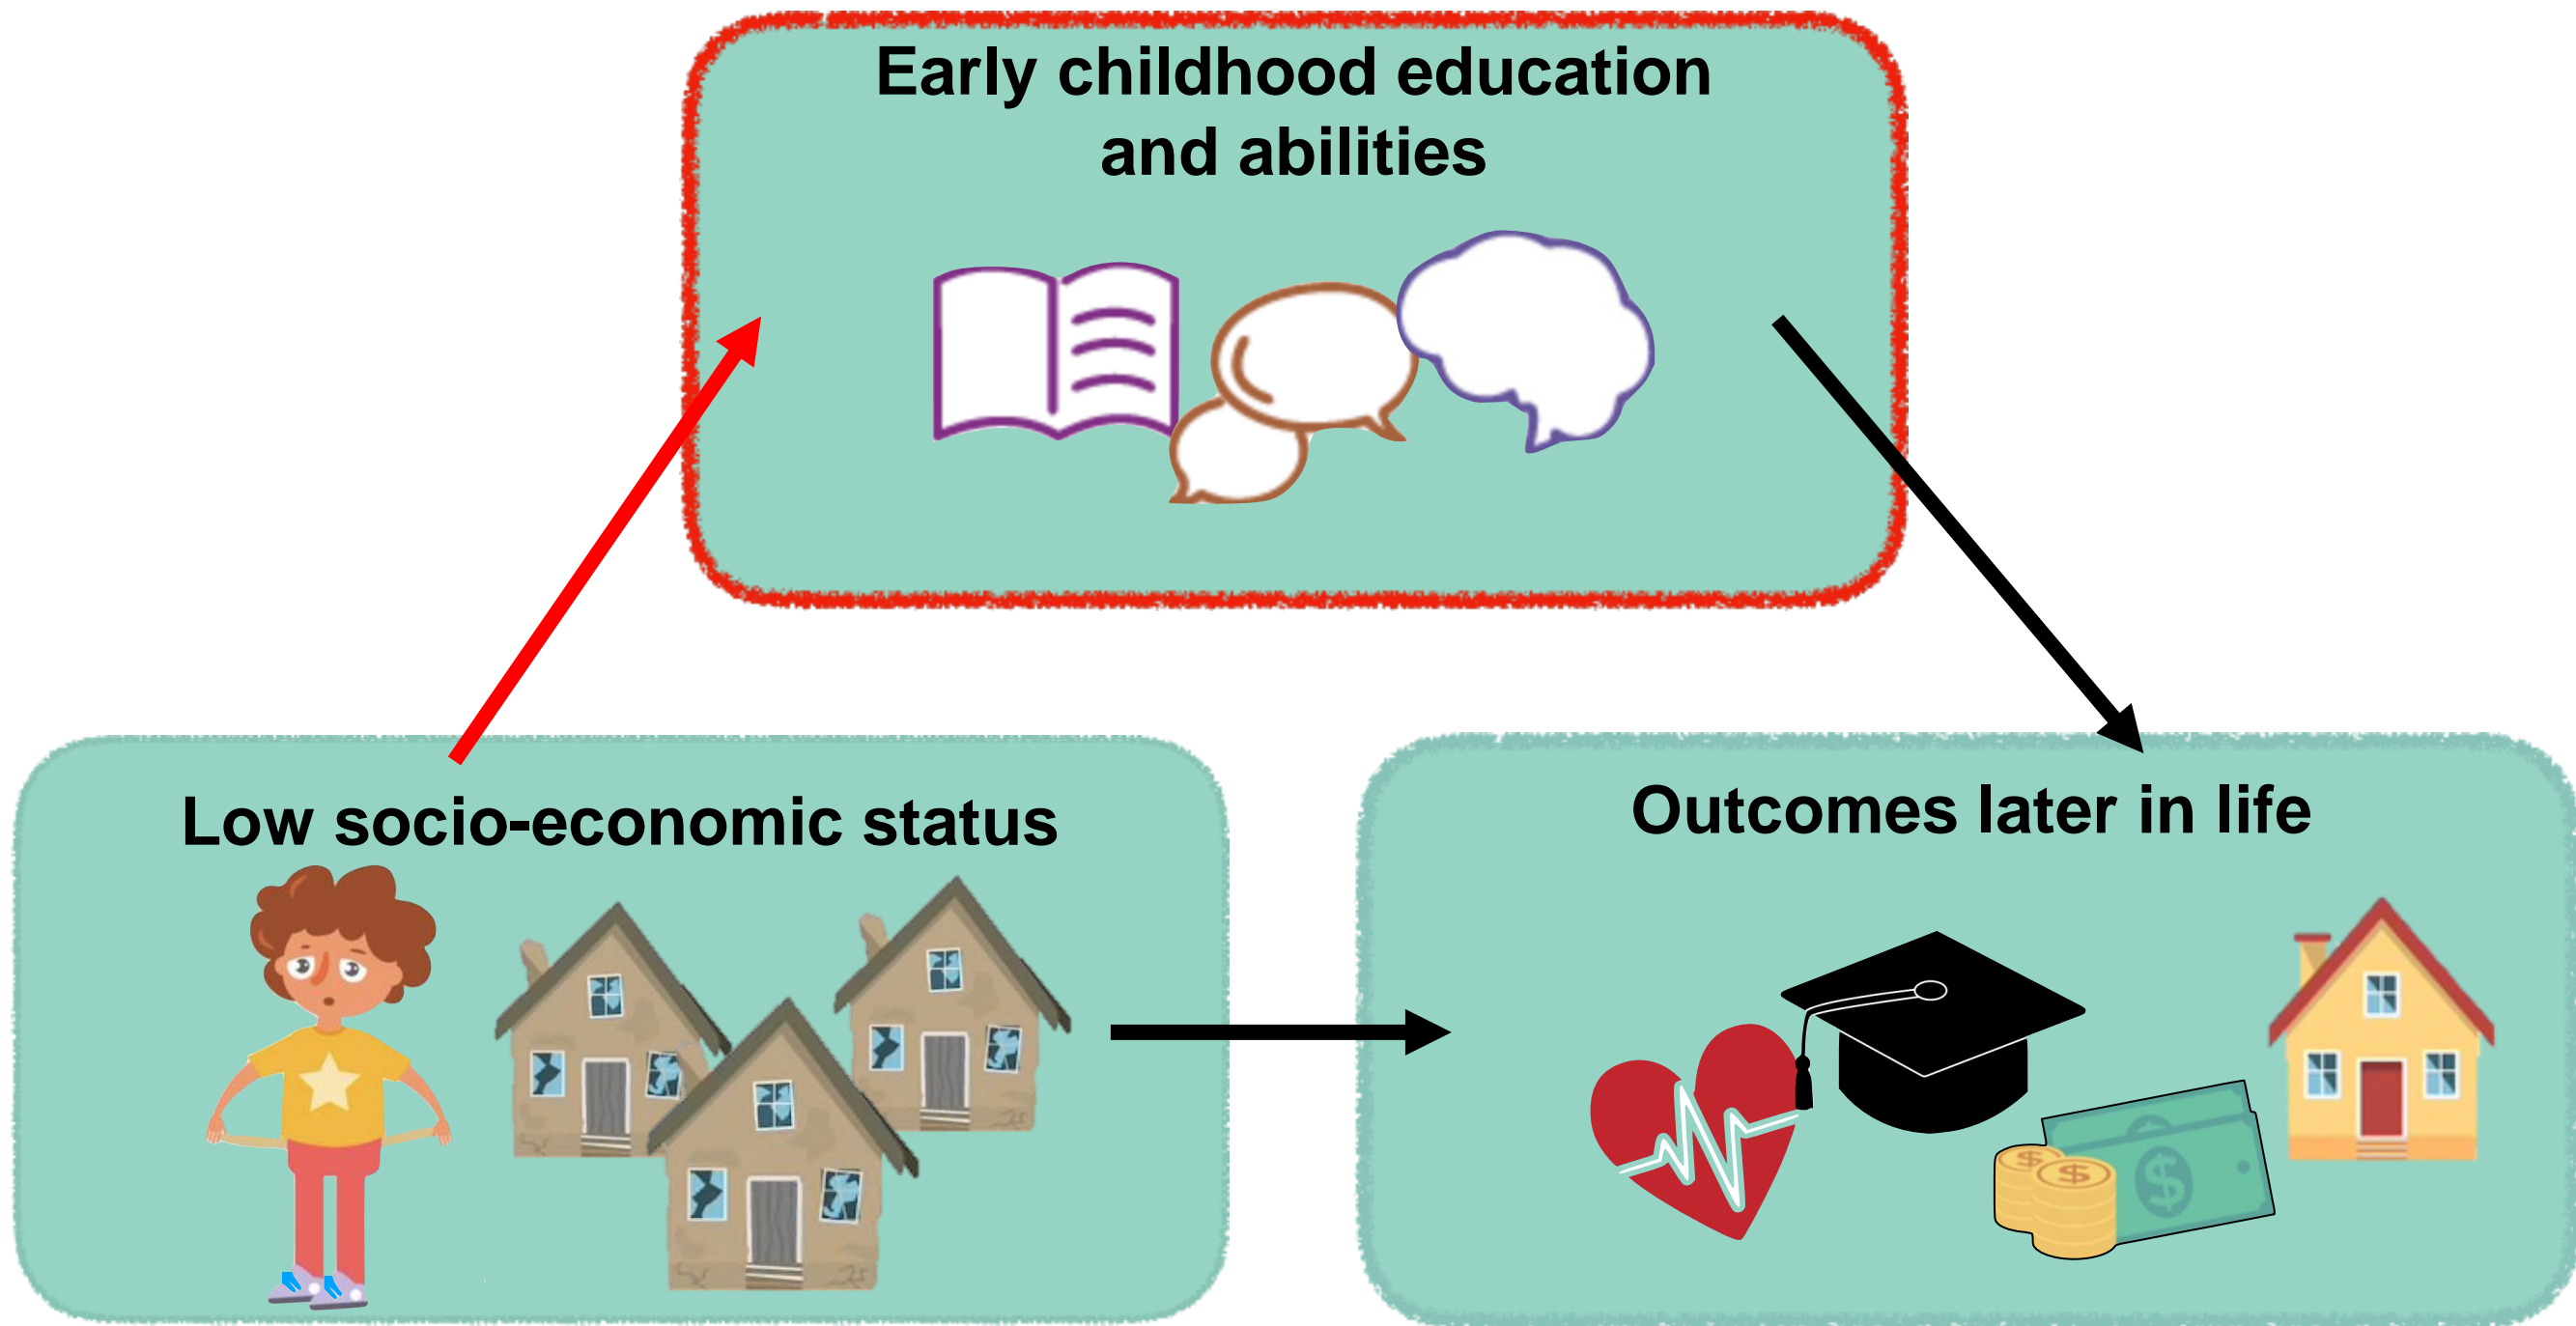 Early childhood education
and abilities
Low socio-economic status
Outcomes later in life
$
$
$